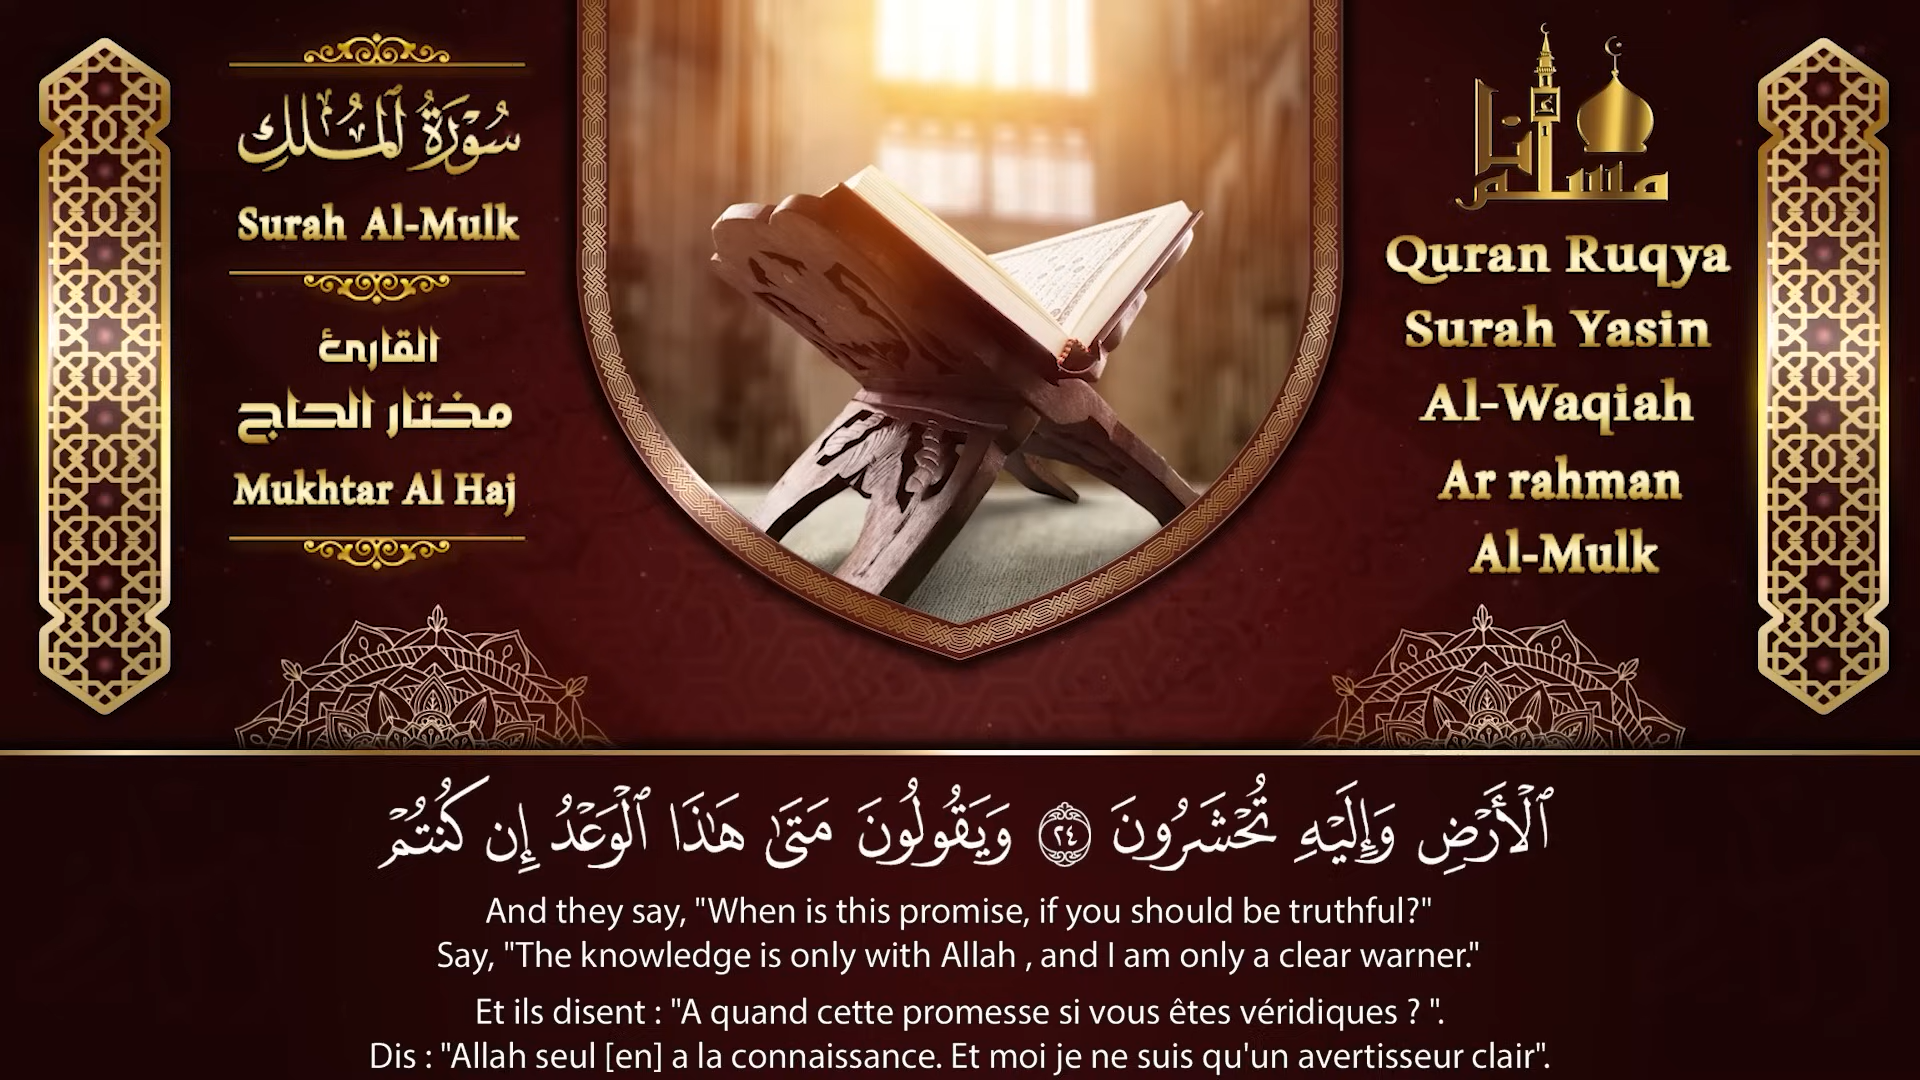 سُورَةُ الْمُلْكِ
Surah Al-Mulk
القارئ
مختار الحاج
Mukhtar Al Haj
أنا
مسلم
Quran Ruqya
Surah Yasin
Al-Waqiah
Ar rahman
Al-Mulk
ٱلْأَرْضِ وَإِلَيْهِ تُحْشَرُونَ ٢٤ وَيَقُولُونَ مَتَىٰ هَٰذَا ٱلْوَعْدُ إِن كُنتُمْ
And they say, "When is this promise, if you should be truthful?"
Say, "The knowledge is only with Allah , and I am only a clear warner."
Et ils disent : "A quand cette promesse si vous êtes véridiques ? ".
Dis : "Allah seul [en] a la connaissance. Et moi je ne suis qu'un avertisseur clair".